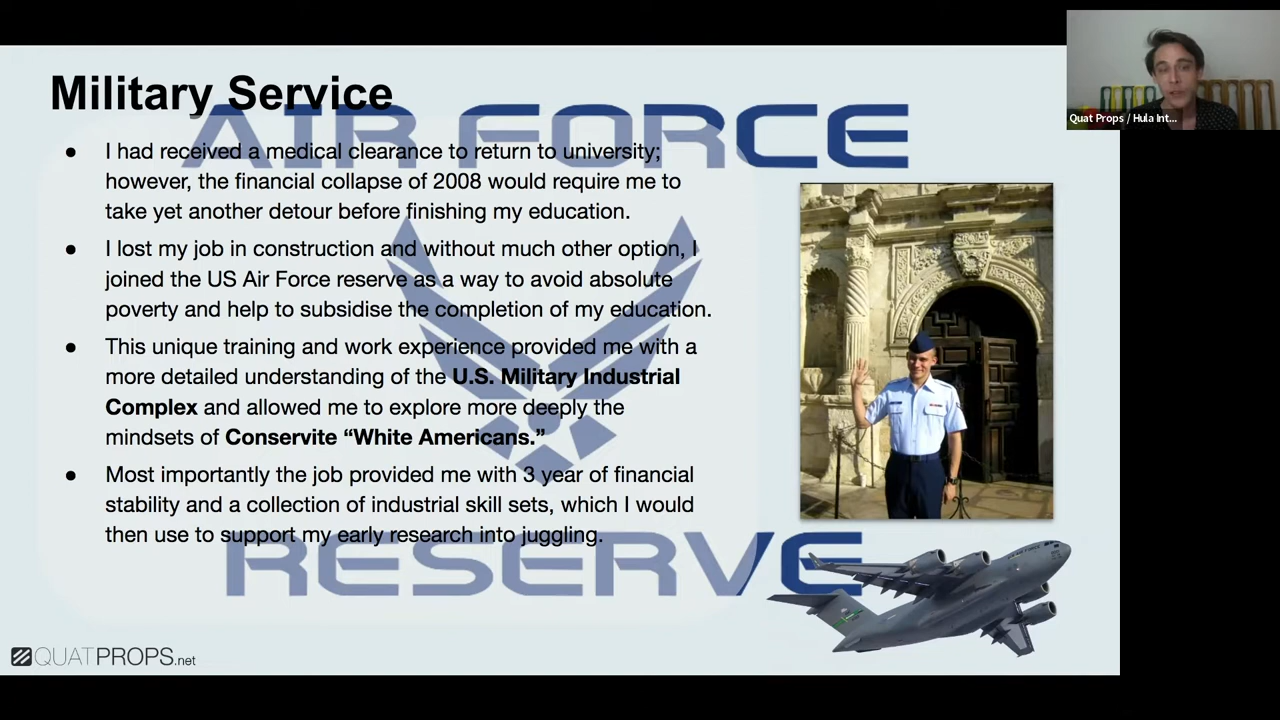 Military Service
AIR FORCE
● I had received a medical clearance to return to university;
however, the financial collapse of 2008 would require me to
take yet another detour before finishing my education.
● I lost my job in construction and without much other option, I
joined the US Air Force reserve as a way to avoid absolute
poverty and help to subsidise the completion of my education.
● This unique training and work experience provided me with a
more detailed understanding of the U.S. Military Industrial
Complex and allowed me to explore more deeply the
mindsets of Conservite “White Americans.”
● Most importantly the job provided me with 3 year of financial
stability and a collection of industrial skill sets, which I would
then use to support my early research into juggling.
RESERVE
QUATPROPS.net
Quat Props / Hula Int...